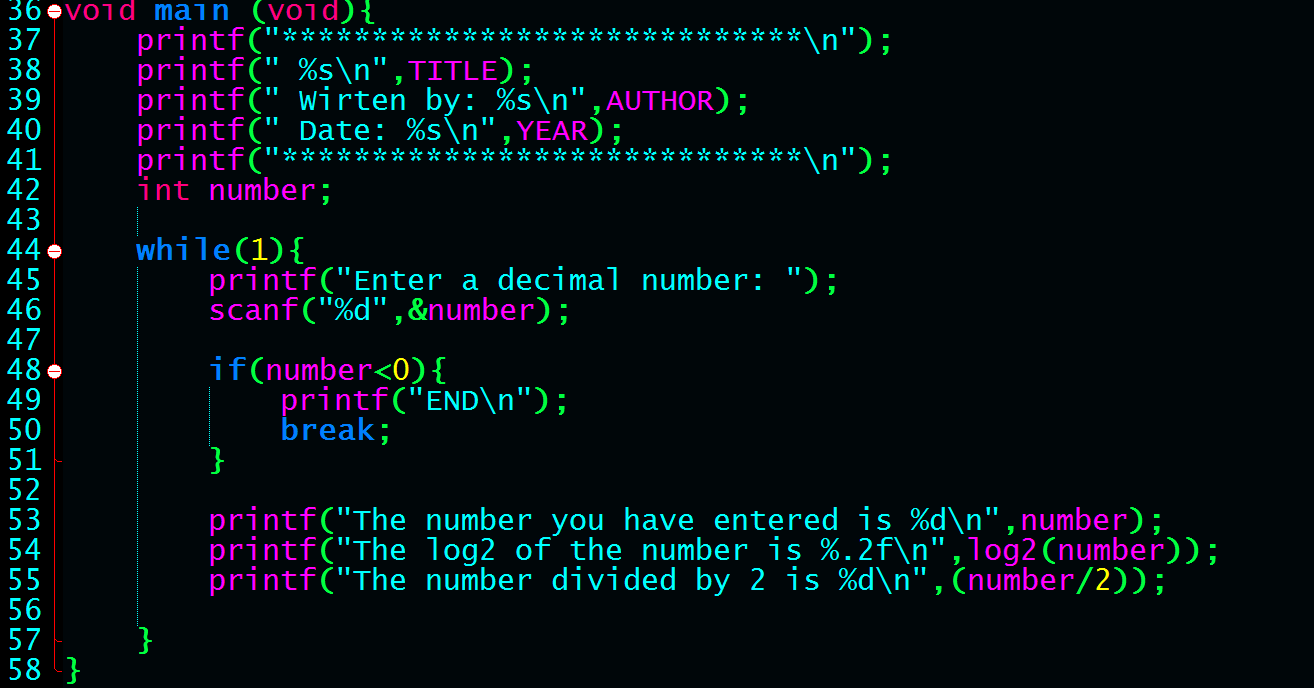 36 void main (void){
37 printf("*****************************\n");
38 printf(" %s\n",TITLE);
39 printf(" Wirten by: %s\n",AUTHOR);
40 printf(" Date: %s\n",YEAR);
41 printf("*****************************\n");
42 int number;
43
44 while(1){
45 printf("Enter a decimal number: ");
46 scanf("%d",&number);
47
48 if(number<0){
49 printf("END\n");
50 break;
51 }
52
53 printf("The number you have entered is %d\n",number);
54 printf("The log2 of the number is %.2f\n",log2(number));
55 printf("The number divided by 2 is %d\n",(number/2));
56
57 }
58 }